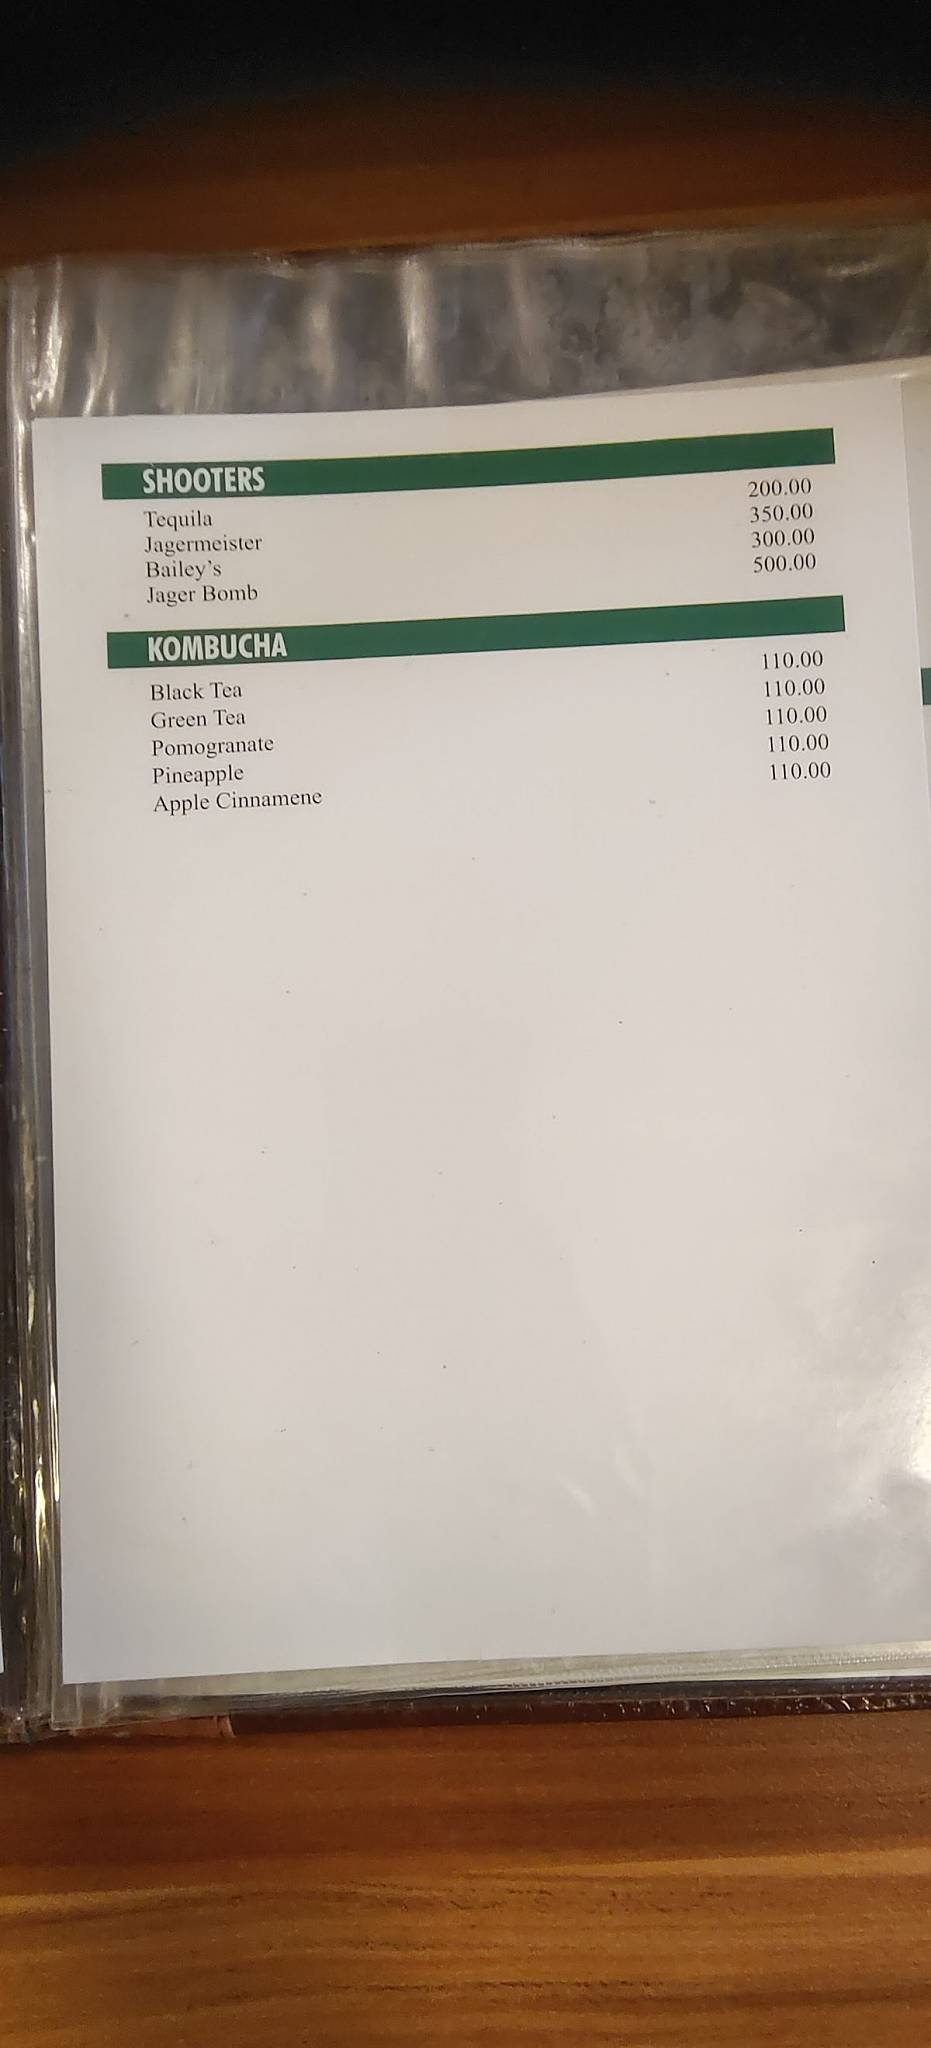 SHOOTERS
Tequila 200.00
Jagermeister 350.00
Bailey's 300.00
Jager Bomb 500.00
KOMBUCHA
Black Tea 110.00
Green Tea 110.00
Pomogranate 110.00
Pineapple 110.00
Apple Cinnamene 110.00